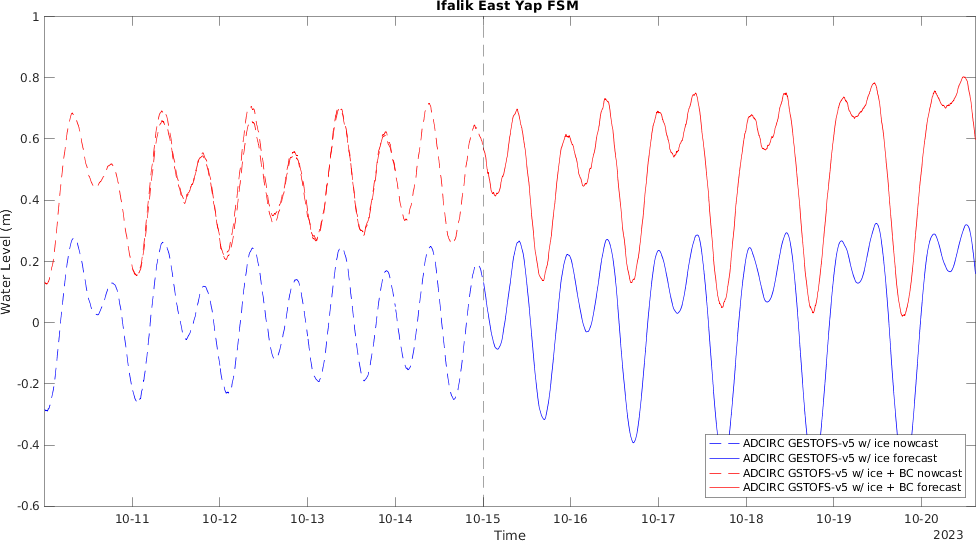 Ifalik East Yap FSM
1
0.8
0.6
0.4
0.2
0
-0.2
-0.4
-0.6
Water Level (m)
10-11 10-12 10-13 10-14 10-15 10-16 10-17 10-18 10-19 10-20
Time
2023
ADCIRC GESTOFS-v5 w/ ice nowcast
ADCIRC GESTOFS-v5 w/ ice forecast
ADCIRC GSTOFS-v5 w/ ice + BC nowcast
ADCIRC GSTOFS-v5 w/ ice + BC forecast